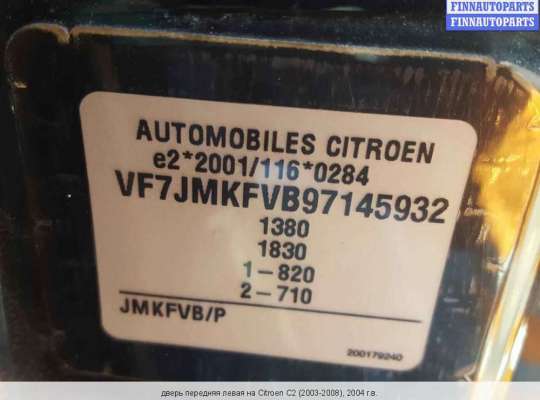 FINNAUTOPARTS
FINNAUTOPARTS
AUTOMOBILES CITROEN
e2*2001/116*0284
VF7JMKFVB97145932
1380
1830
1-820
2-710
JMKFVB/P
200179240
дверь передняя левая на Citroen C2 (2003-2008), 2004 г.в.